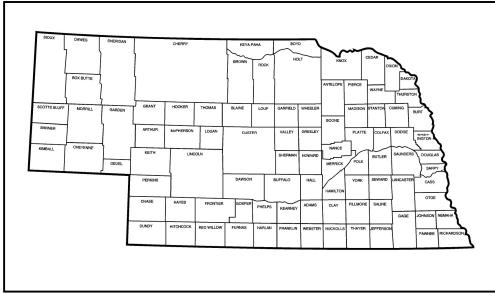 SIOUX DAWES SHERIDAN CHERRY KEYA PAHA BOYD
BROWN ROCK HOLT KNOX CEDAR DIXON DAKOTA
BOX BUTTE ANTELOPE PIERCE WAYNE THURSTON
SCOTTS BLUFF MORRILL GARDEN GRANT HOOKER THOMAS BLAINE LOUP GARFIELD WHEELER BOONE MADISON STANTON CUMING BURT
BANNER ARTHUR McPHERSON LOGAN CUSTER VALLEY GREELEY PLATTE COLFAX DODGE WASH-
INGTON
KIMBALL CHEYENNE DEUEL KEITH LINCOLN SHERMAN HOWARD NANCE MERRICK POLK BUTLER SAUNDERS DOUGLAS
SARPY
PERKINS DAWSON BUFFALO HALL HAMILTON YORK SEWARD LANCASTER CASS
OTOE
CHASE HAYES FRONTIER GOSPER PHELPS KEARNEY ADAMS CLAY FILLMORE SALINE GAGE JOHNSON NEMAHA
DUNDY HITCHCOCK RED WILLOW FURNAS HARLAN FRANKLIN WEBSTER NUCKOLLS THAYER JEFFERSON PAWNEE RICHARDSON